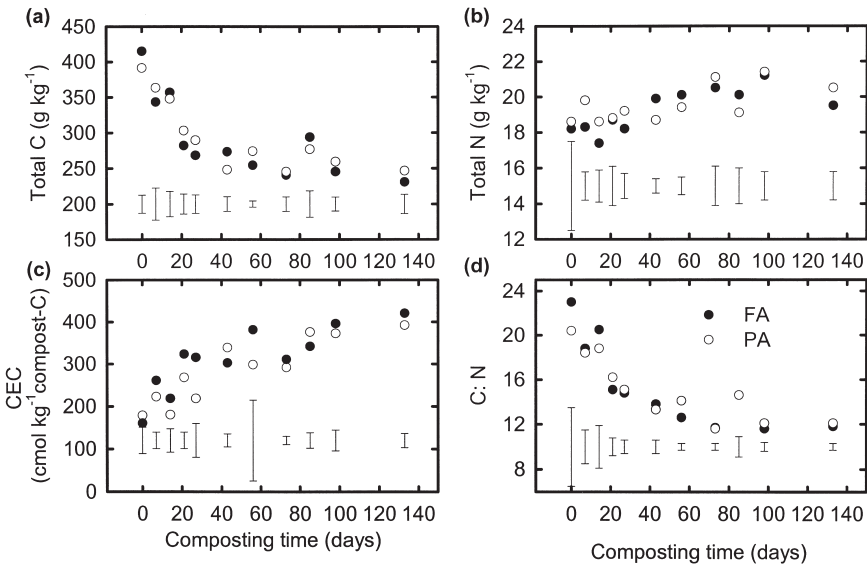 (a)
450
400
350
300
250
200
150
Total C (g kg-1)
0 20 40 60 80 100 120 140
(b)
24
22
20
18
16
14
12
Total N (g kg-1)
0 20 40 60 80 100 120 140
(c)
500
400
300
200
100
0
CEC
(cmol kg-1 compost-C)
0 20 40 60 80 100 120 140
Composting time (days)
(d)
24
20
16
12
8
C: N
FA
PA
0 20 40 60 80 100 120 140
Composting time (days)